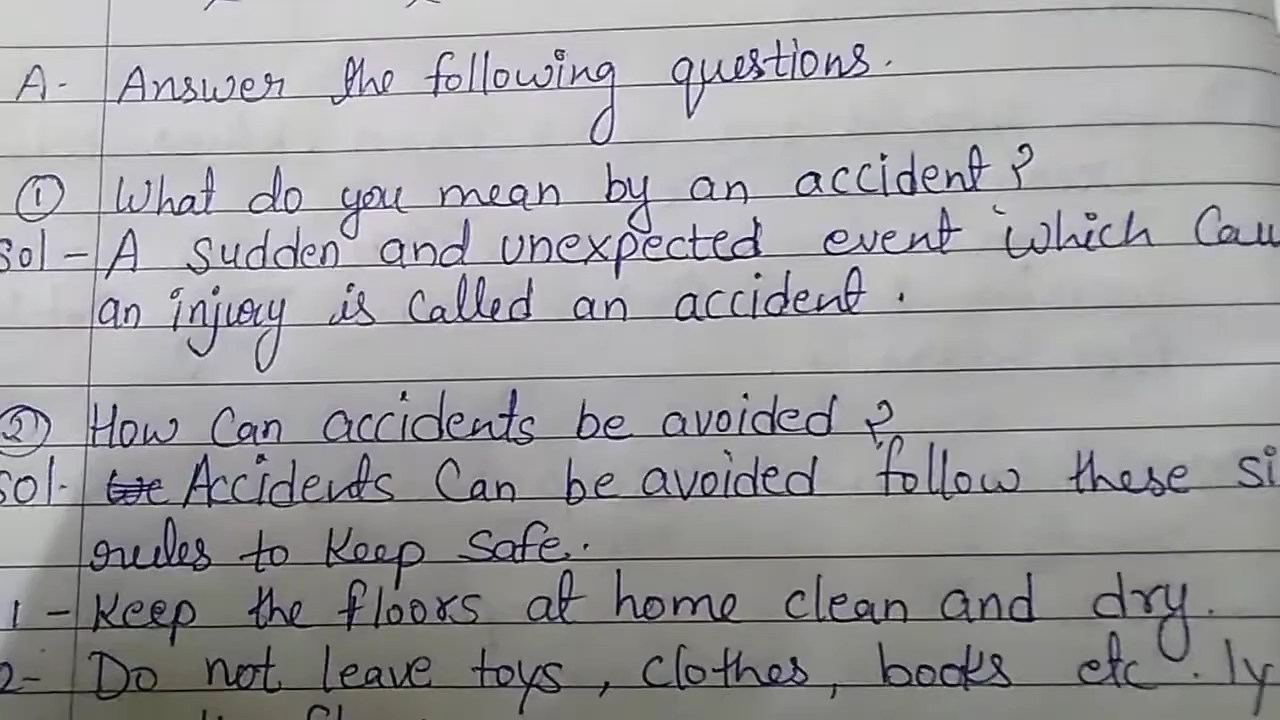 A- Answer the following questions.
① What do you mean by an accident?
Sol- A sudden and unexpected event which Cau
an injury is Called an accident.
② How Can accidents be avoided?
Sol. We Accidents Can be avoided follow these si
rules to Keep Safe.
1- Keep the floors at home clean and dry.
2- Do not leave toys, clothes, books etc. ly